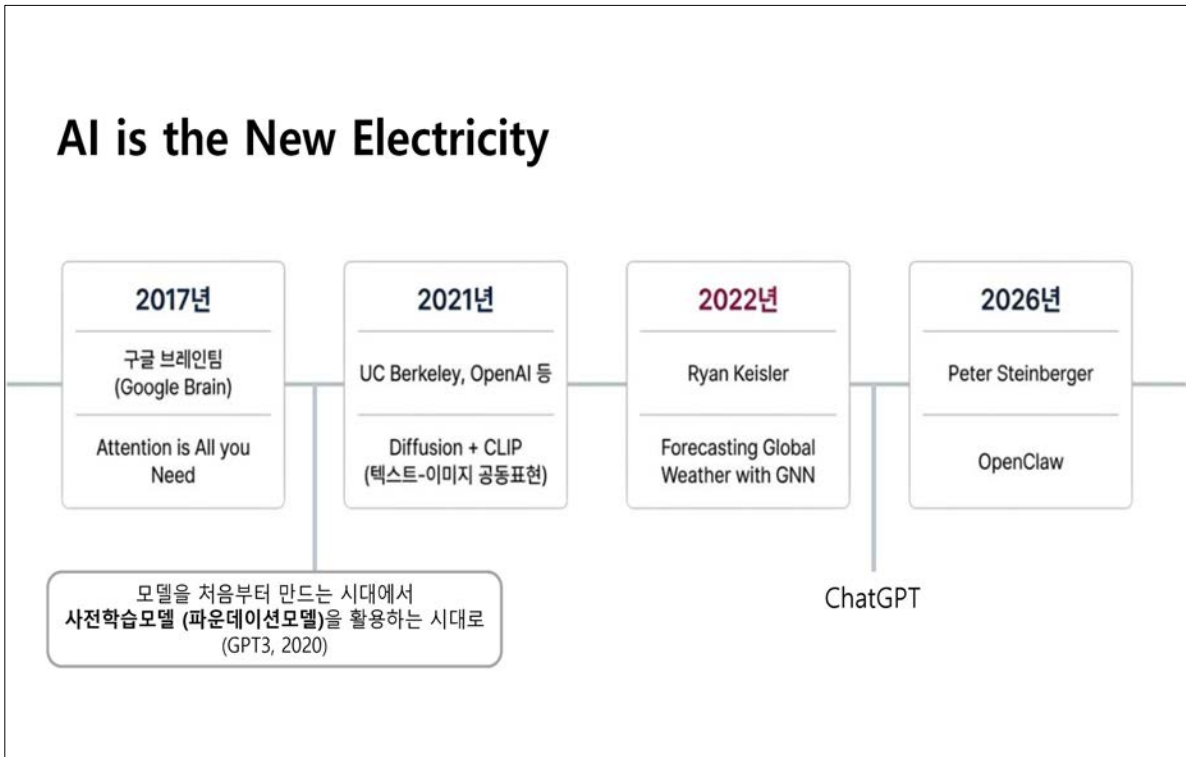 AI is the New Electricity
2017년
구글 브레인팀
(Google Brain)
Attention is All you
Need
2021년
UC Berkeley, OpenAI 등
Diffusion + CLIP
(텍스트-이미지 공동표현)
2022년
Ryan Keisler
Forecasting Global
Weather with GNN
2026년
Peter Steinberger
OpenClaw
모델을 처음부터 만드는 시대에서
사전학습모델 (파운데이션모델)을 활용하는 시대로
(GPT3, 2020)
ChatGPT